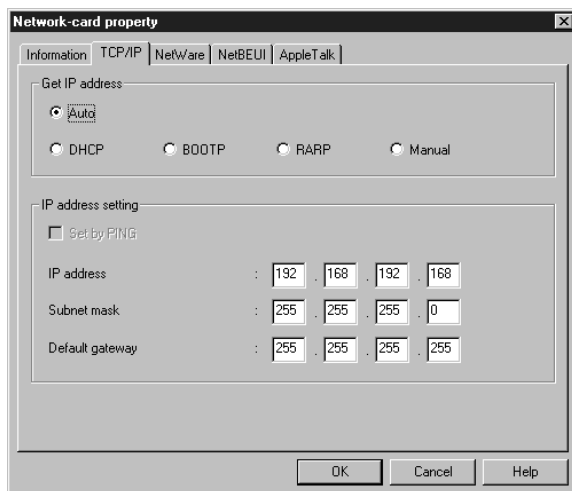 Network-card property
Information TCP/IP NetWare NetBEUI AppleTalk
Get IP address
Auto
DHCP BOOTP RARP Manual
IP address setting
Set by PING
IP address : 192 . 168 . 192 . 168
Subnet mask : 255 . 255 . 255 . 0
Default gateway : 255 . 255 . 255 . 255
OK Cancel Help